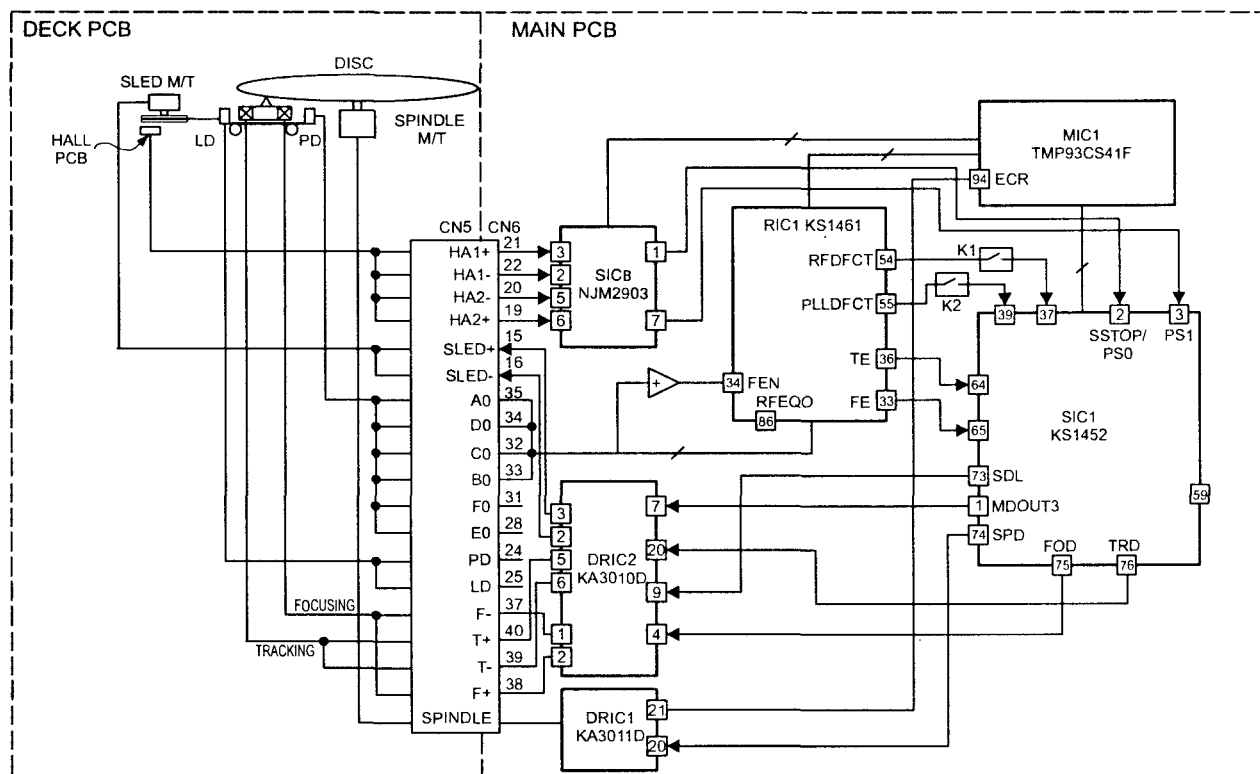 DECK PCB
MAIN PCB
DISC
SLED M/T
SPINDLE
M/T
HALL
PCB
LD
PD
MIC1
TMP93CS41F
94 ECR
CN5 CN6
HA1+ 21
HA1- 22
HA2- 20
HA2+ 19
SLED+ 15
SLED- 16
A0 35
D0 34
C0 32
B0 33
F0 31
E0 28
PD 24
LD 25
F- 37
T+ 40
T- 39
F+ 38
SPINDLE
FOCUSING
TRACKING
3
2
5
6
SICB
NJM2903
1
7
RIC1 KS1461
RFDFCT 54
PLLDFCT 55
TE 36
FE 33
34 FEN
RFEQO
86
+
K1
K2
39
37
2
3
SSTOP/
PS0
PS1
64
65
SIC1
KS1452
73 SDL
1 MDOUT3
74 SPD
FOD
75
TRD
76
59
3
2
5
6
1
2
DRIC2
KA3010D
7
20
9
4
DRIC1
KA3011D
21
20